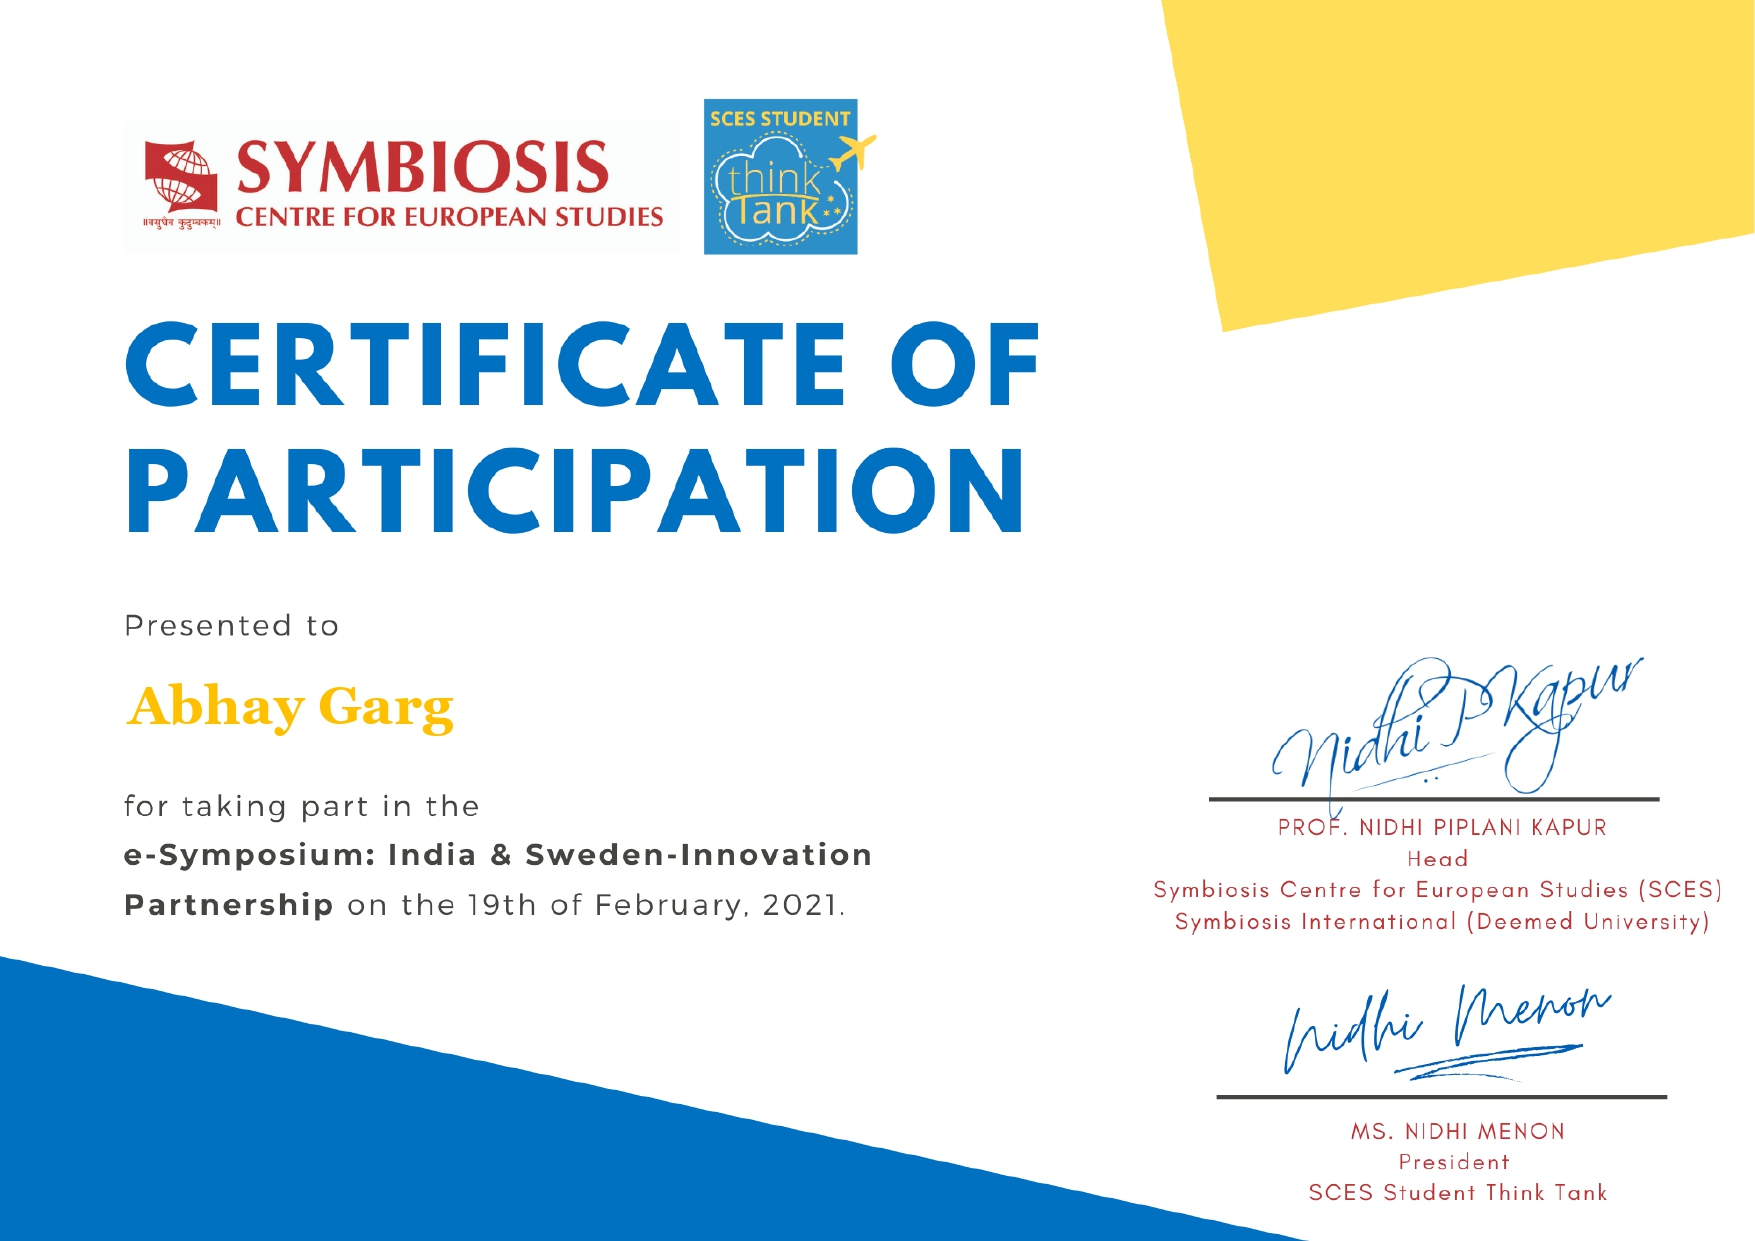 SYMBIOSIS
CENTRE FOR EUROPEAN STUDIES
॥वसुधैव कुटुम्बकम्॥
SCES STUDENT
think
Tank
CERTIFICATE OF
PARTICIPATION
Presented to
Abhay Garg
for taking part in the
e-Symposium: India & Sweden-Innovation
Partnership on the 19th of February, 2021.
Nidhi P Kapur
PROF. NIDHI PIPLANI KAPUR
Head
Symbiosis Centre for European Studies (SCES)
Symbiosis International (Deemed University)
Nidhi Menon
MS. NIDHI MENON
President
SCES Student Think Tank